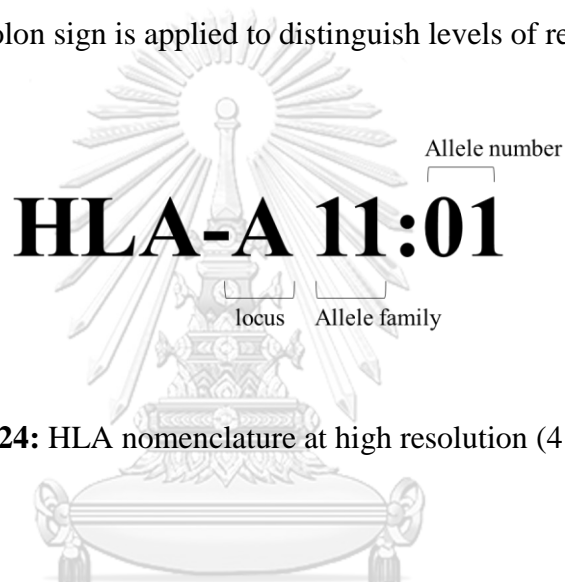 olon sign is applied to distinguish levels of re
Allele number
HLA-A 11:01
locus Allele family
24: HLA nomenclature at high resolution (4